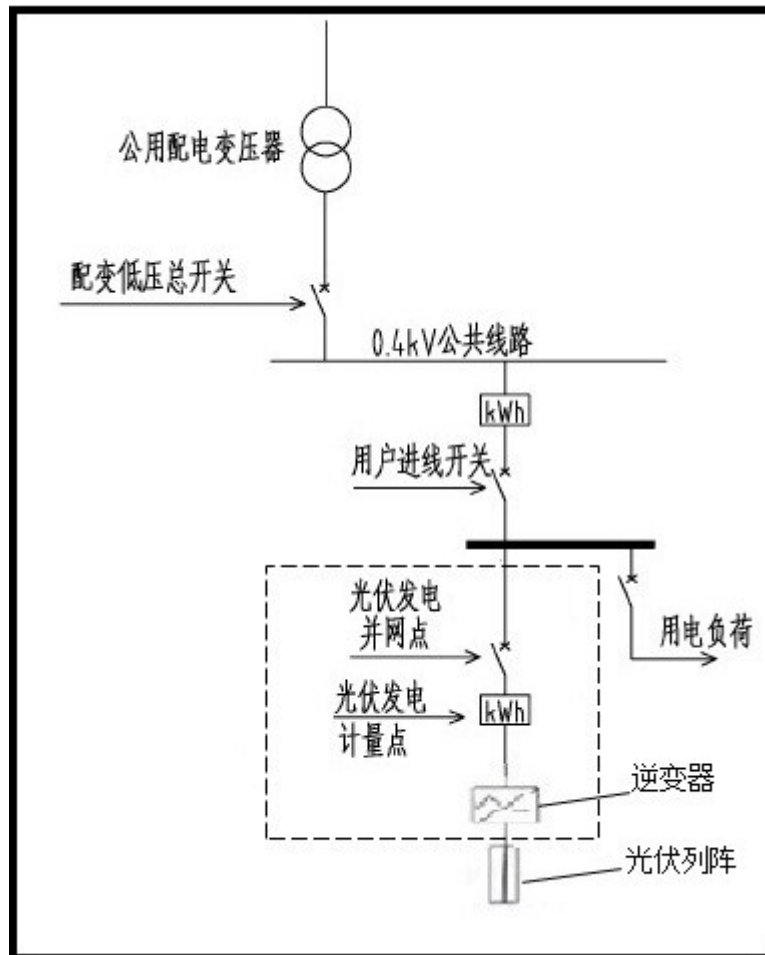 公用配电变压器
配变低压总开关
0.4kV公共线路
kWh
用户进线开关
光伏发电
并网点
用电负荷
光伏发电
计量点
kWh
逆变器
光伏列阵